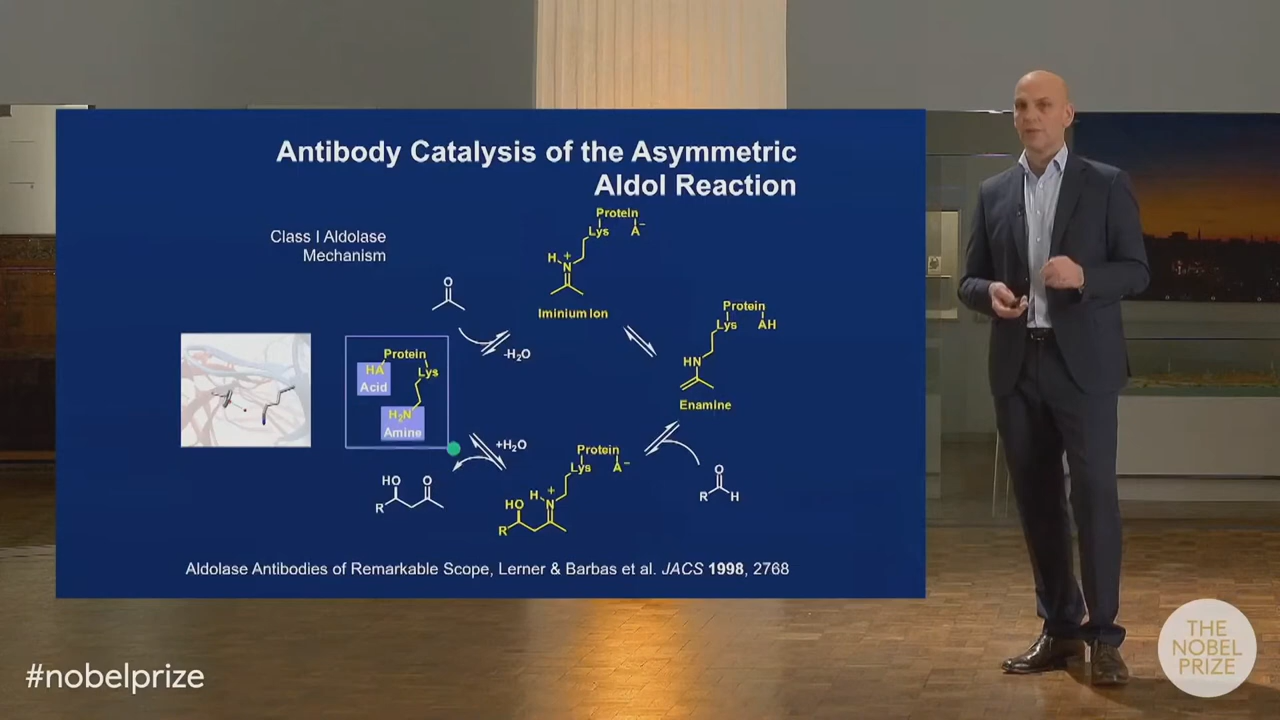 Antibody Catalysis of the Asymmetric
Aldol Reaction
Class I Aldolase
Mechanism
Protein
Lys A⁻
H + N
Iminium Ion
O
-H₂O
Protein
Lys AH
HN
Enamine
Protein
HA Lys
Acid
H₂N
Amine
+H₂O
Protein
Lys A⁻
H + N
HO
R
HO O
R
O
R H
Aldolase Antibodies of Remarkable Scope, Lerner & Barbas et al. JACS 1998, 2768
#nobelprize
THE
NOBEL
PRIZE